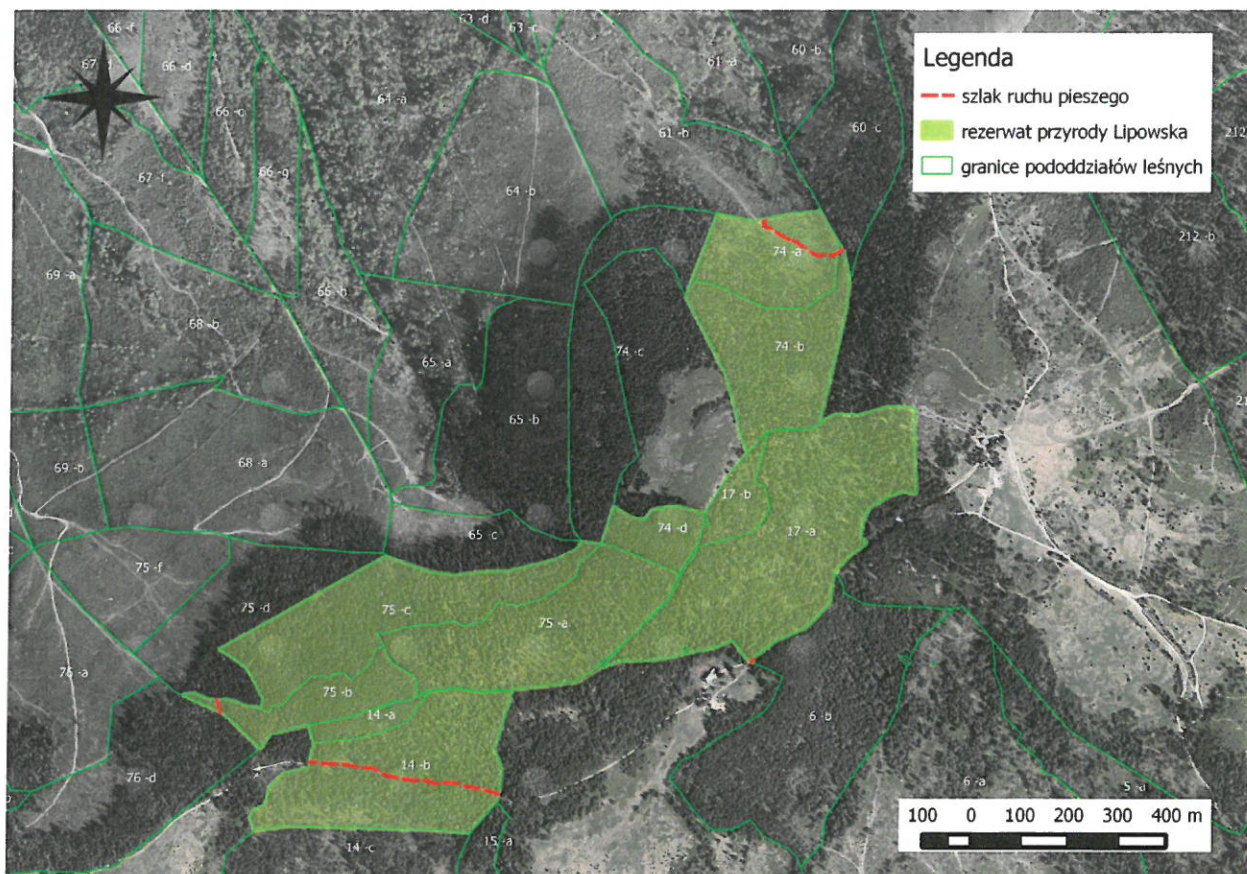 66 -f
66 -d
63 -d
63 -c
61 -a
60 -b
Legenda
szlak ruchu pieszego
rezerwat przyrody Lipowska
granice pododdziałów leśnych
66 -c
64 -a
61 -b
60 -c
212
67 -f
66 -g
64 -b
212 -b
69 -a
66 -h
74 -a
68 -b
65 -a
74 -c
74 -b
65 -b
69 -b
68 -a
17 -b
65 -c
74 -d
17 -a
75 -f
75 -d
75 -c
75 -a
76 -a
75 -b
14 -a
6 -b
14 -b
76 -d
6 -a
5 -a
14 -c
15 -a
100 0 100 200 300 400 m